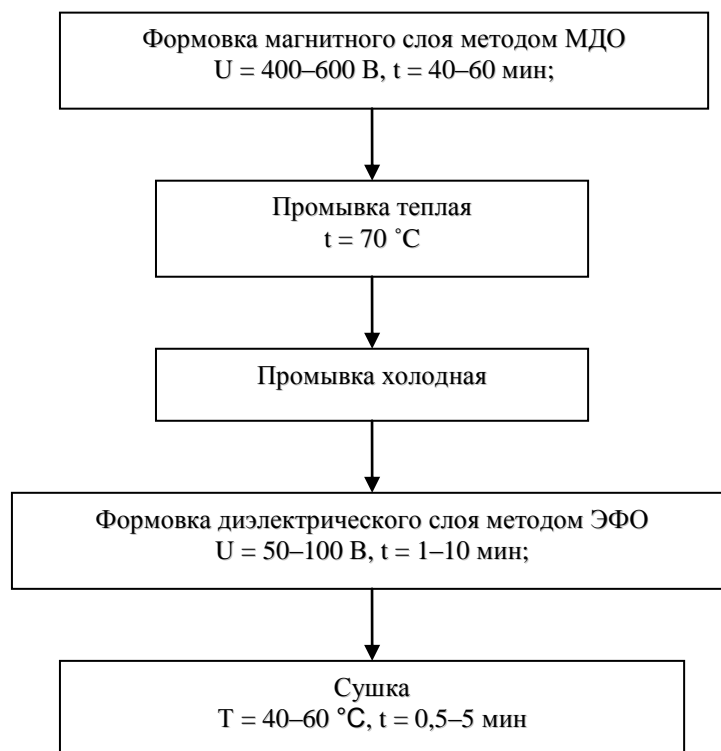 Формовка магнитного слоя методом МДО
U = 400–600 В, t = 40–60 мин;
Промывка теплая
t = 70 ˚С
Промывка холодная
Формовка диэлектрического слоя методом ЭФО
U = 50–100 В, t = 1–10 мин;
Сушка
Т = 40–60 °С, t = 0,5–5 мин